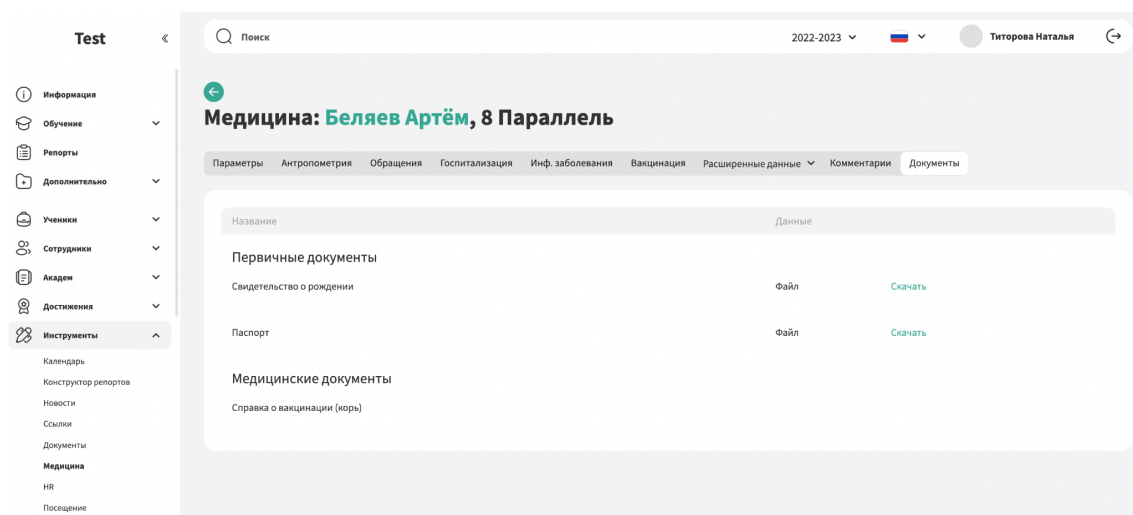 Test
«
Поиск
2022-2023
Титорова Наталья
Информация
Обучение
Репорты
Дополнительно
Ученики
Сотрудники
Академ
Достижения
Инструменты
Календарь
Конструктор репортов
Новости
Ссылки
Документы
Медицина
HR
Посещение
Медицина: Беляев Артём, 8 Параллель
Параметры Антропометрия Обращения Госпитализация Инф. заболевания Вакцинация Расширенные данные Комментарии Документы
Название Данные
Первичные документы
Свидетельство о рождении Файл Скачать
Паспорт Файл Скачать
Медицинские документы
Справка о вакцинации (корь)